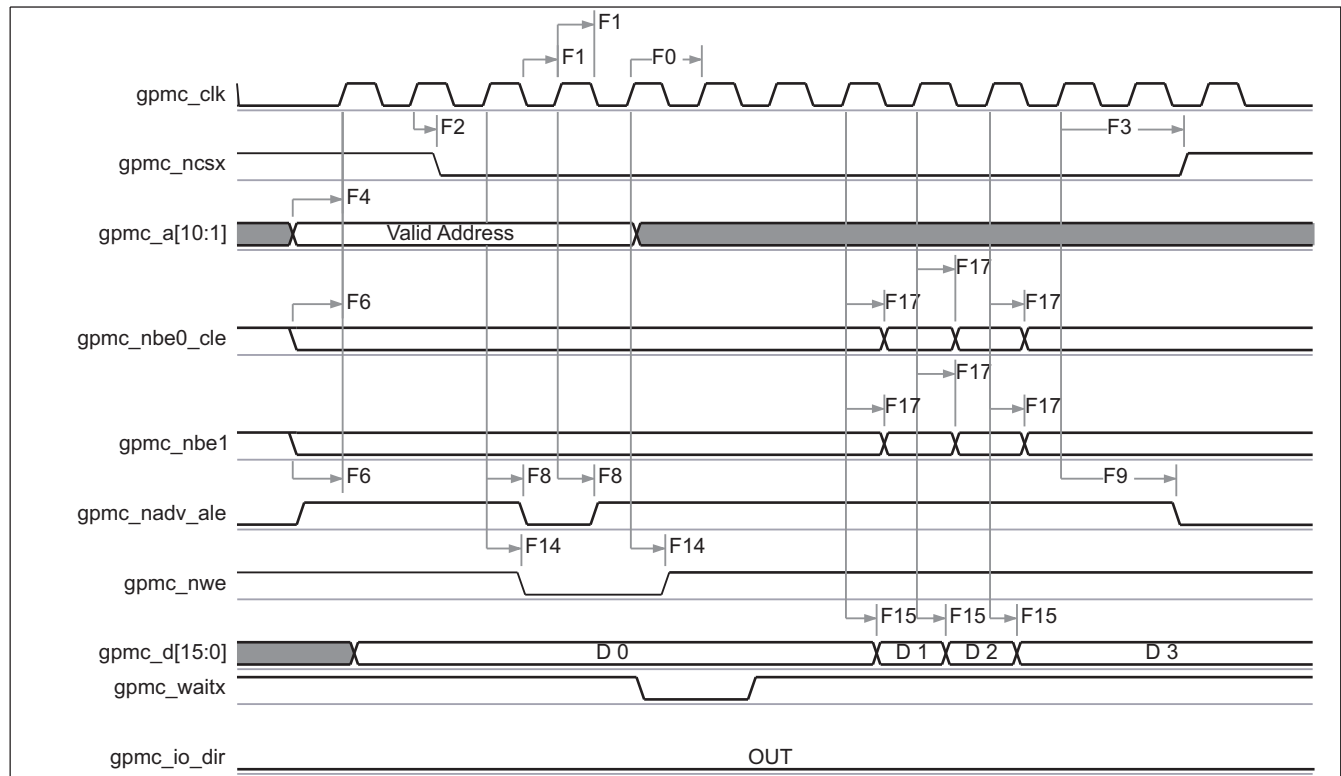 F1
F1 F0
gpmc_clk
F2 F3
gpmc_ncsx
F4
gpmc_a[10:1] Valid Address
F17
F6 F17 F17
gpmc_nbe0_cle
F17
F17 F17
gpmc_nbe1
F6 F8 F8 F9
gpmc_nadv_ale
F14 F14
gpmc_nwe
F15 F15 F15
gpmc_d[15:0] D 0 D 1 D 2 D 3
gpmc_waitx
gpmc_io_dir OUT